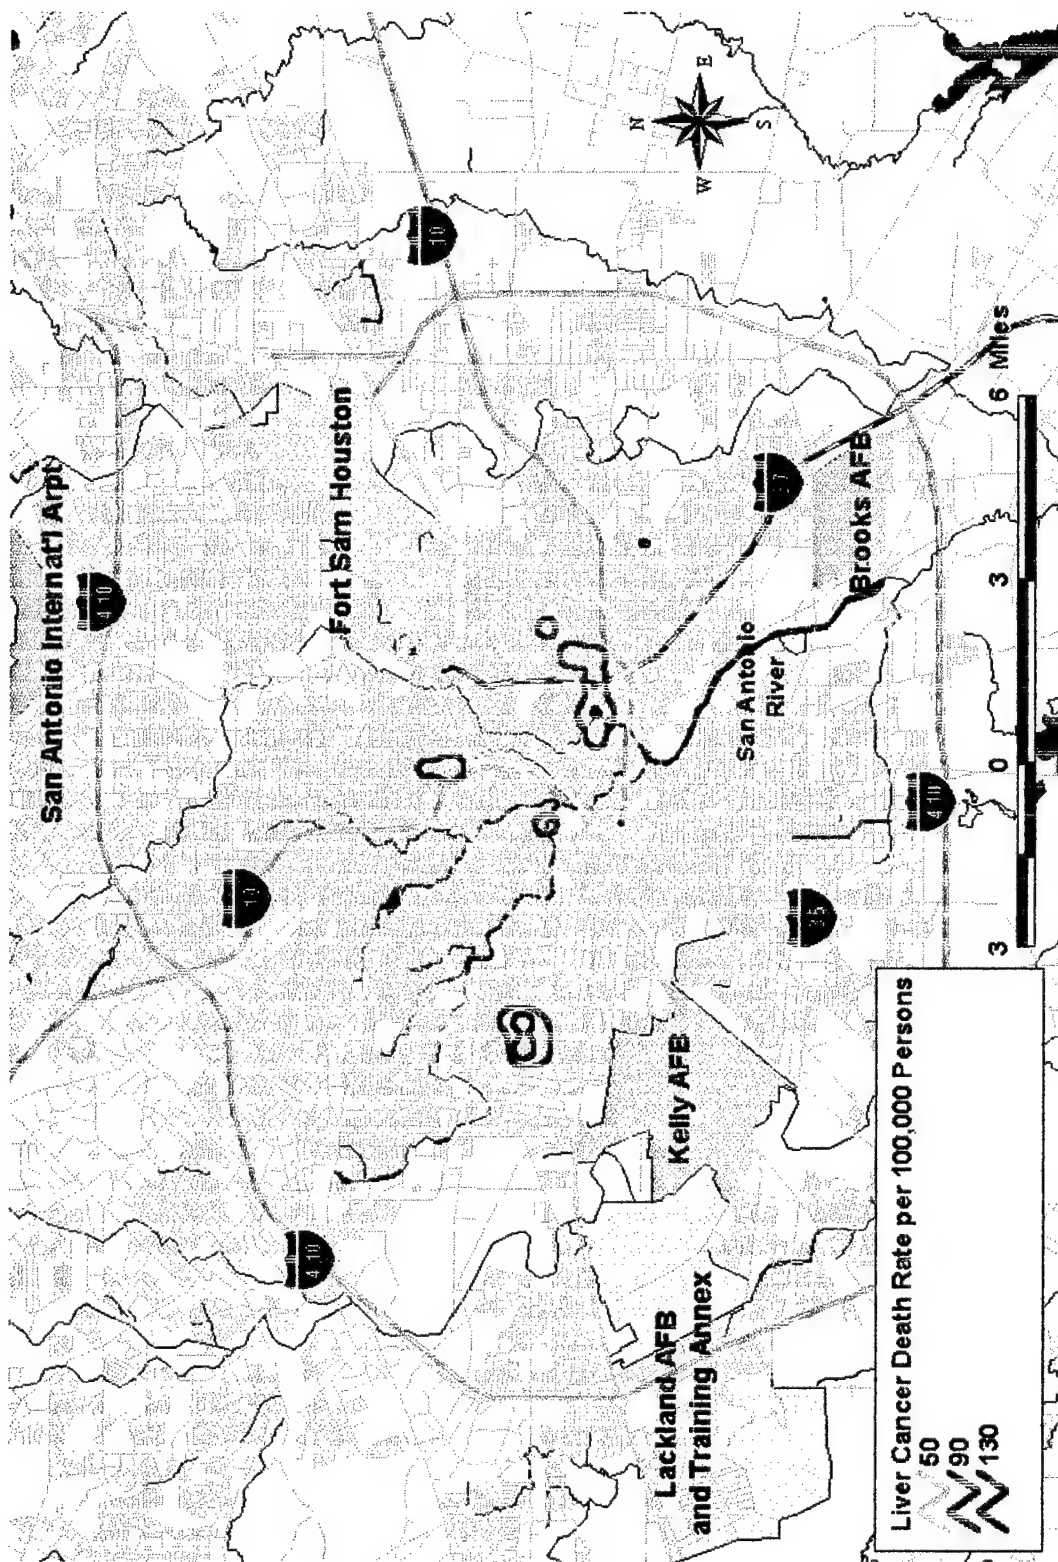 San Antonio Internat'l Arpt
410
Fort Sam Houston
10
N
W
E
S
10
410
37
Brooks AFB
San Antonio
River
410
35
Kelly AFB
Lackland AFB
and Training Annex
3
0
3
6
Miles
Liver Cancer Death Rate per 100,000 Persons
50
90
130